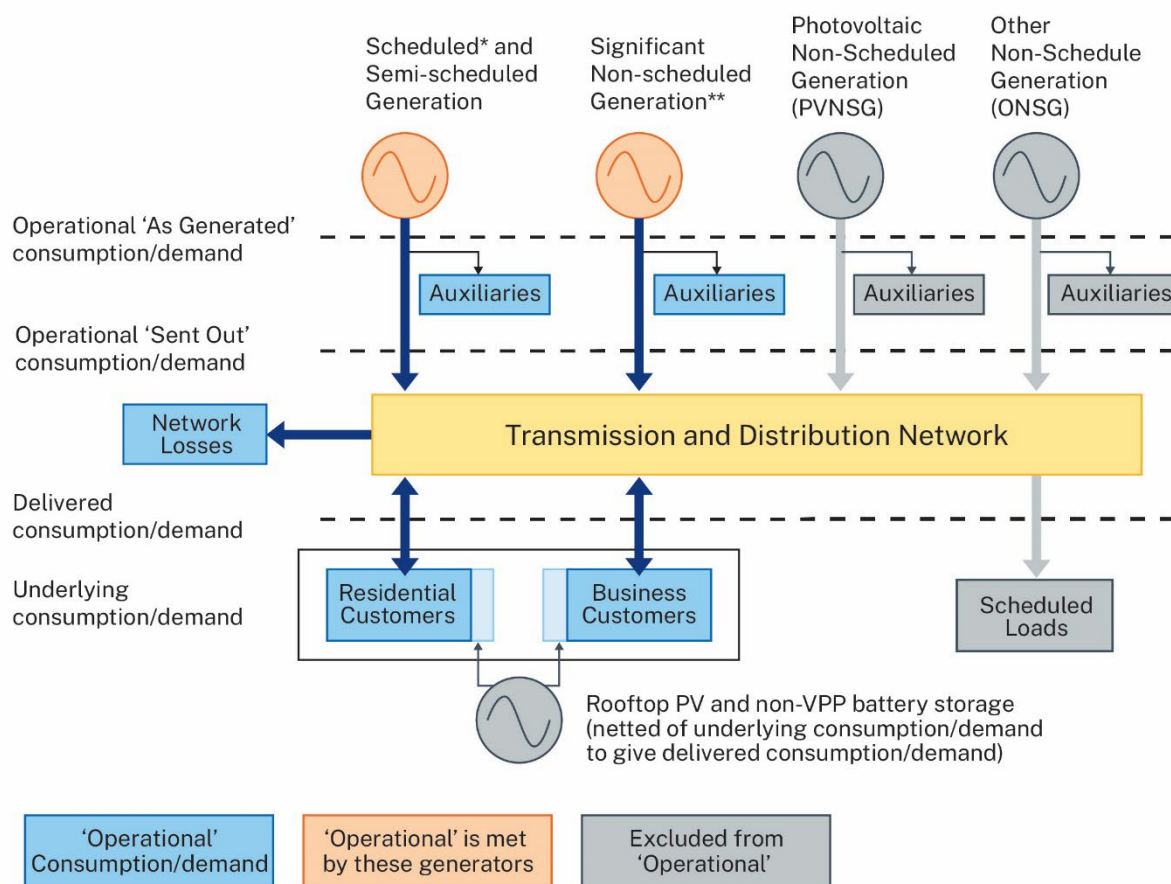 Scheduled* and
Semi-scheduled
Generation
Significant
Non-scheduled
Generation**
Photovoltaic
Non-Scheduled
Generation
(PVNSG)
Other
Non-Schedule
Generation
(ONSG)
Operational ‘As Generated’
consumption/demand
Auxiliaries
Auxiliaries
Auxiliaries
Auxiliaries
Operational ‘Sent Out’
consumption/demand
Network
Losses
Transmission and Distribution Network
Delivered
consumption/demand
Underlying
consumption/demand
Residential
Customers
Business
Customers
Scheduled
Loads
Rooftop PV and non-VPP battery storage
(netted of underlying consumption/demand
to give delivered consumption/demand)
‘Operational’
Consumption/demand
‘Operational’ is met
by these generators
Excluded from
‘Operational’